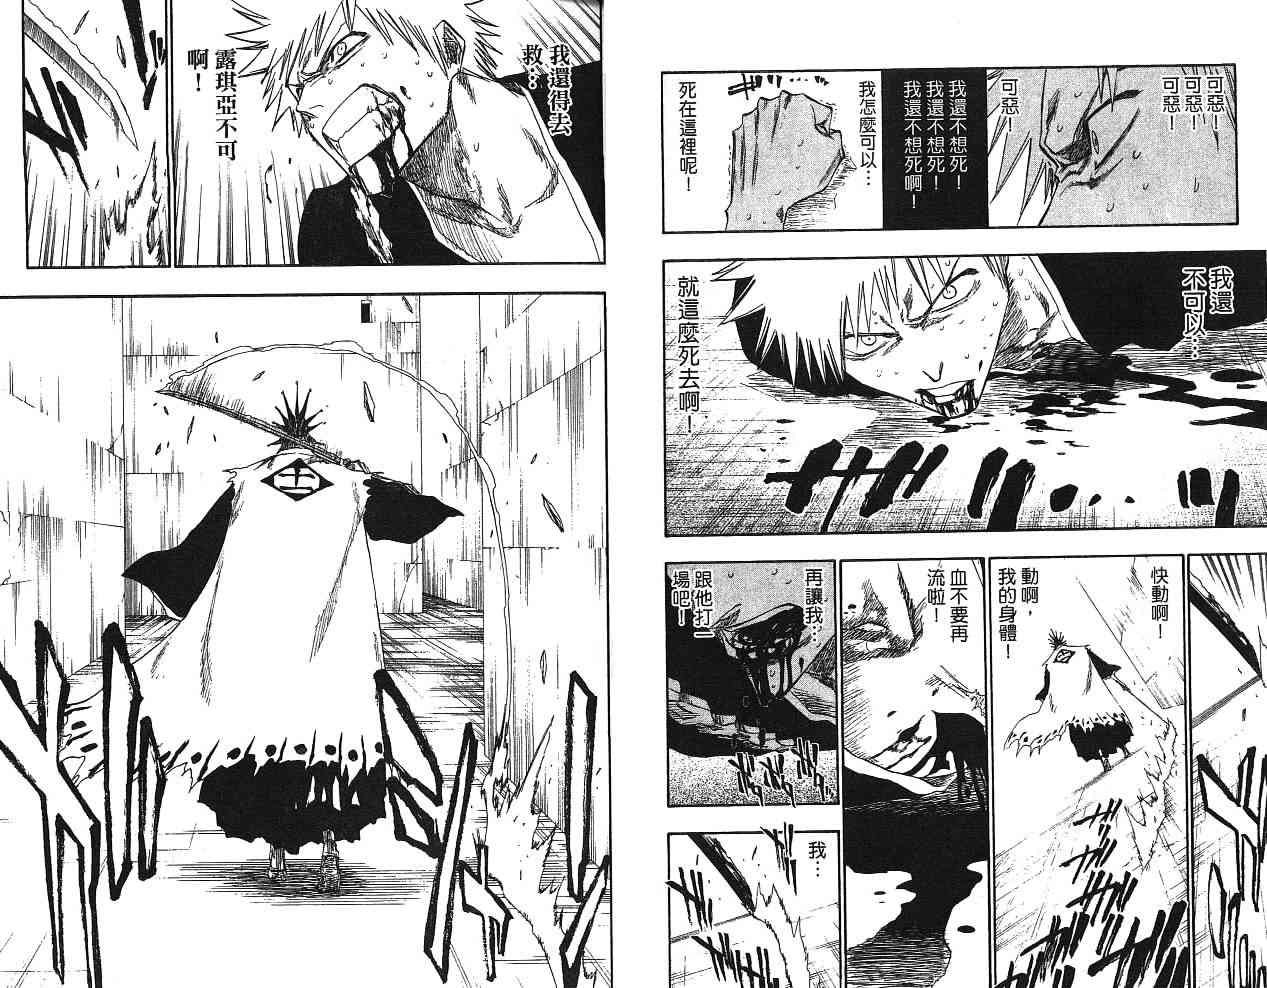 可惡！
可惡！
可惡！
可惡！
我還不想死！
我還不想死！
我還不想死啊！
我怎麼可以…
死在這裡呢！
我還
不可以…
就這麼死去啊！
快動啊！
動啊，
我的身體！
血不要再
流啦！
再讓我…
跟他打一
場吧！
我…
我還得去
救…
露琪亞不可
啊！
十一